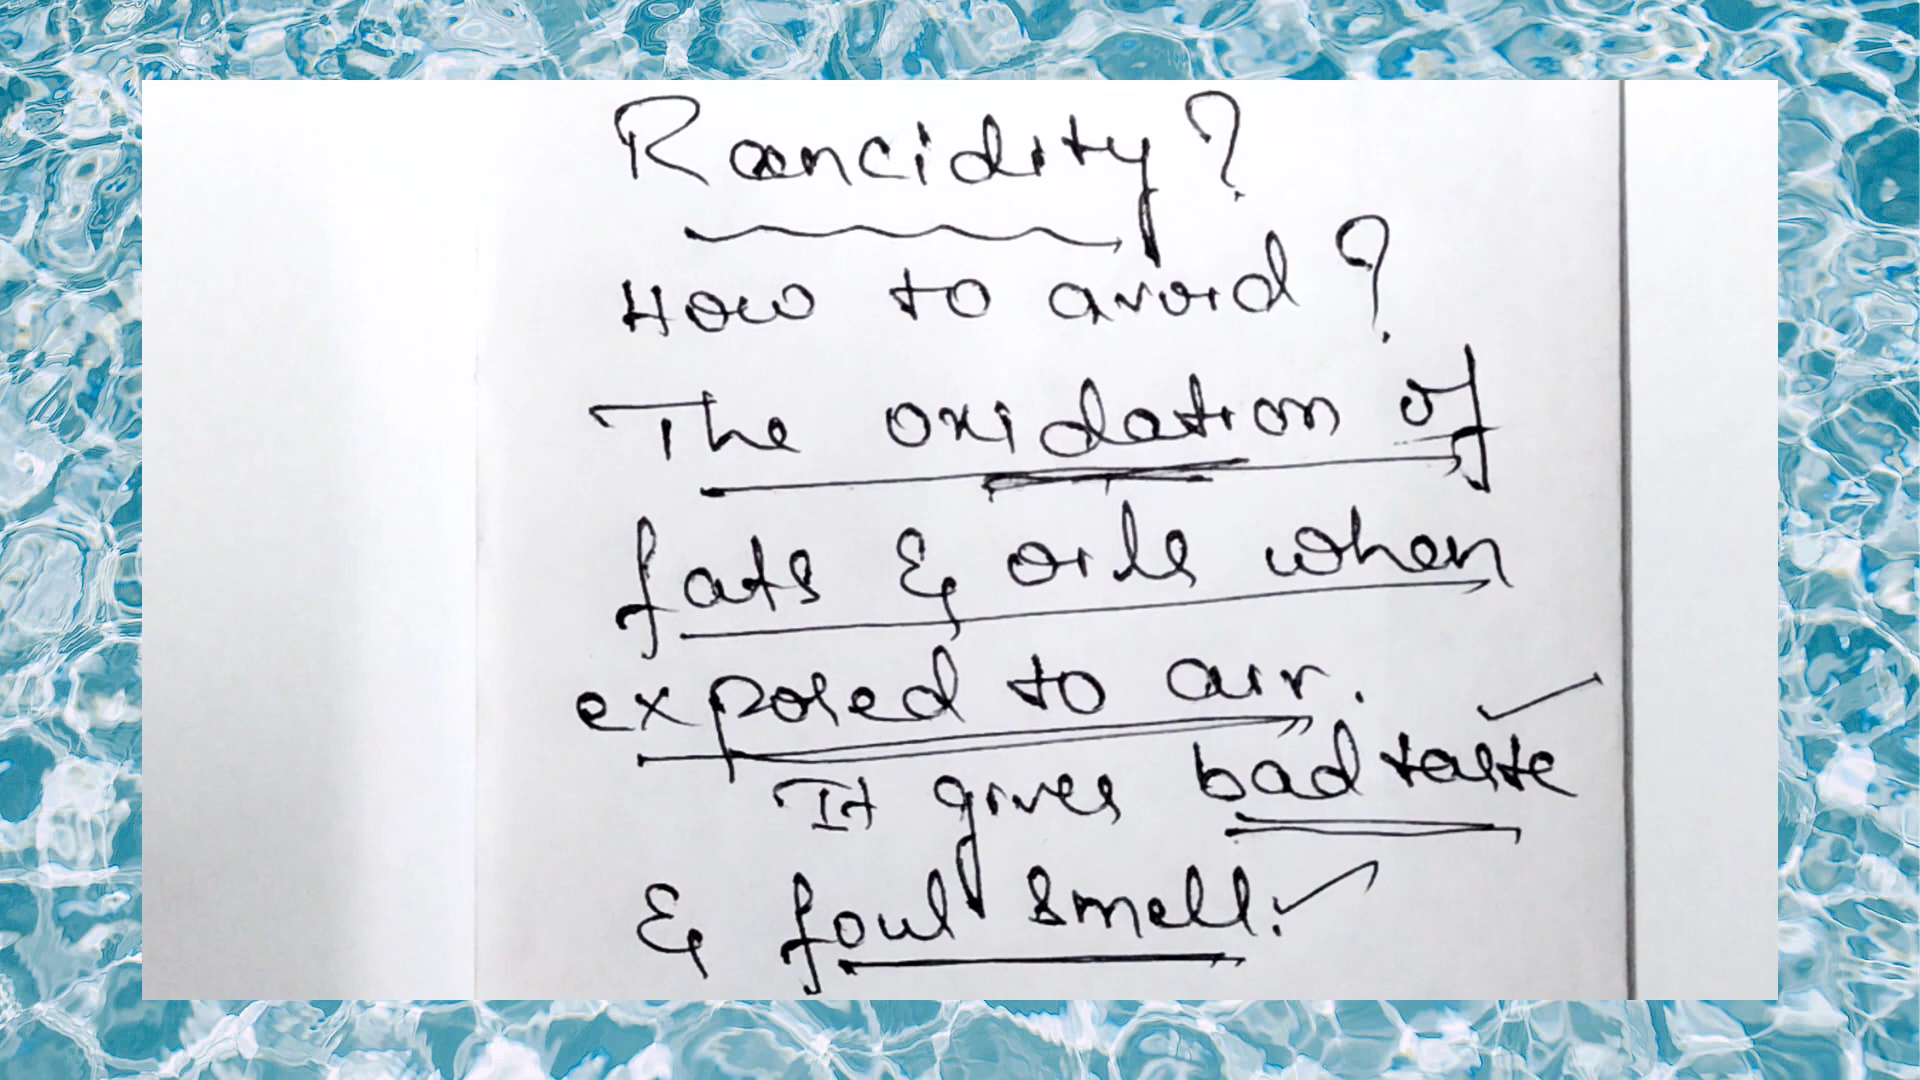 Rancidity?
How to avoid?
The oxidation of
fats & oils when
exposed to air.
It gives bad taste
& foul smell.